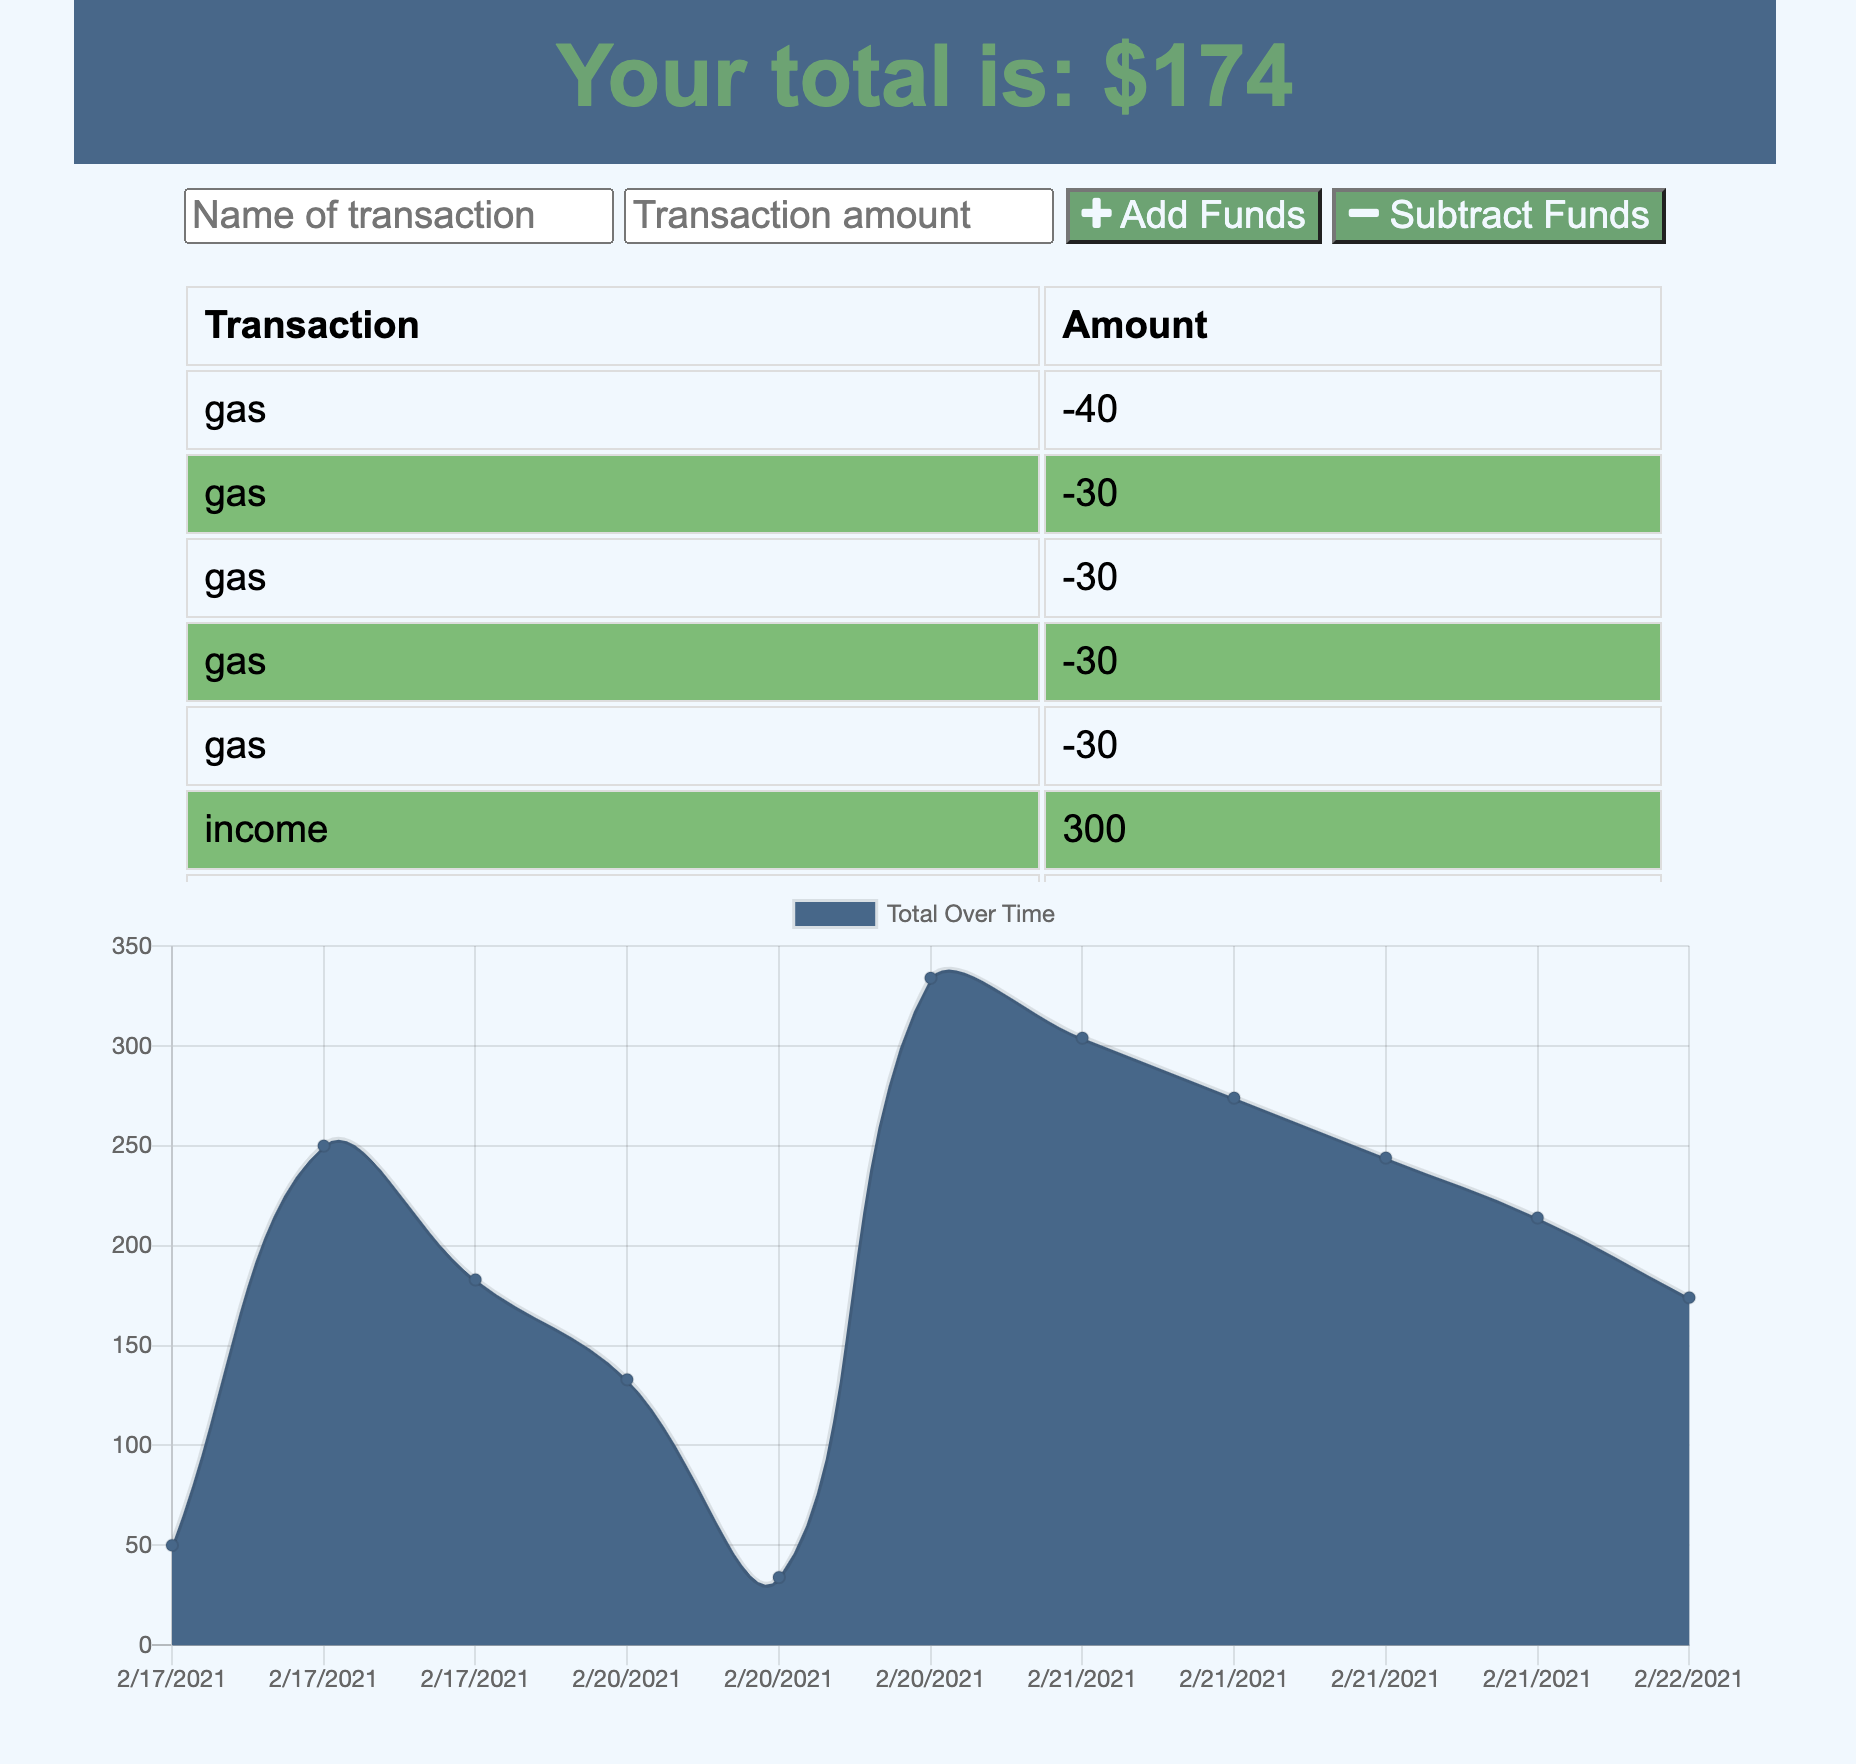 Your total is: $174
Name of transaction Transaction amount Add Funds Subtract Funds
Transaction Amount
gas -40
gas -30
gas -30
gas -30
gas -30
income 300
Total Over Time
350
300
250
200
150
100
50
0
2/17/2021 2/17/2021 2/17/2021 2/20/2021 2/20/2021 2/20/2021 2/21/2021 2/21/2021 2/21/2021 2/21/2021 2/22/2021